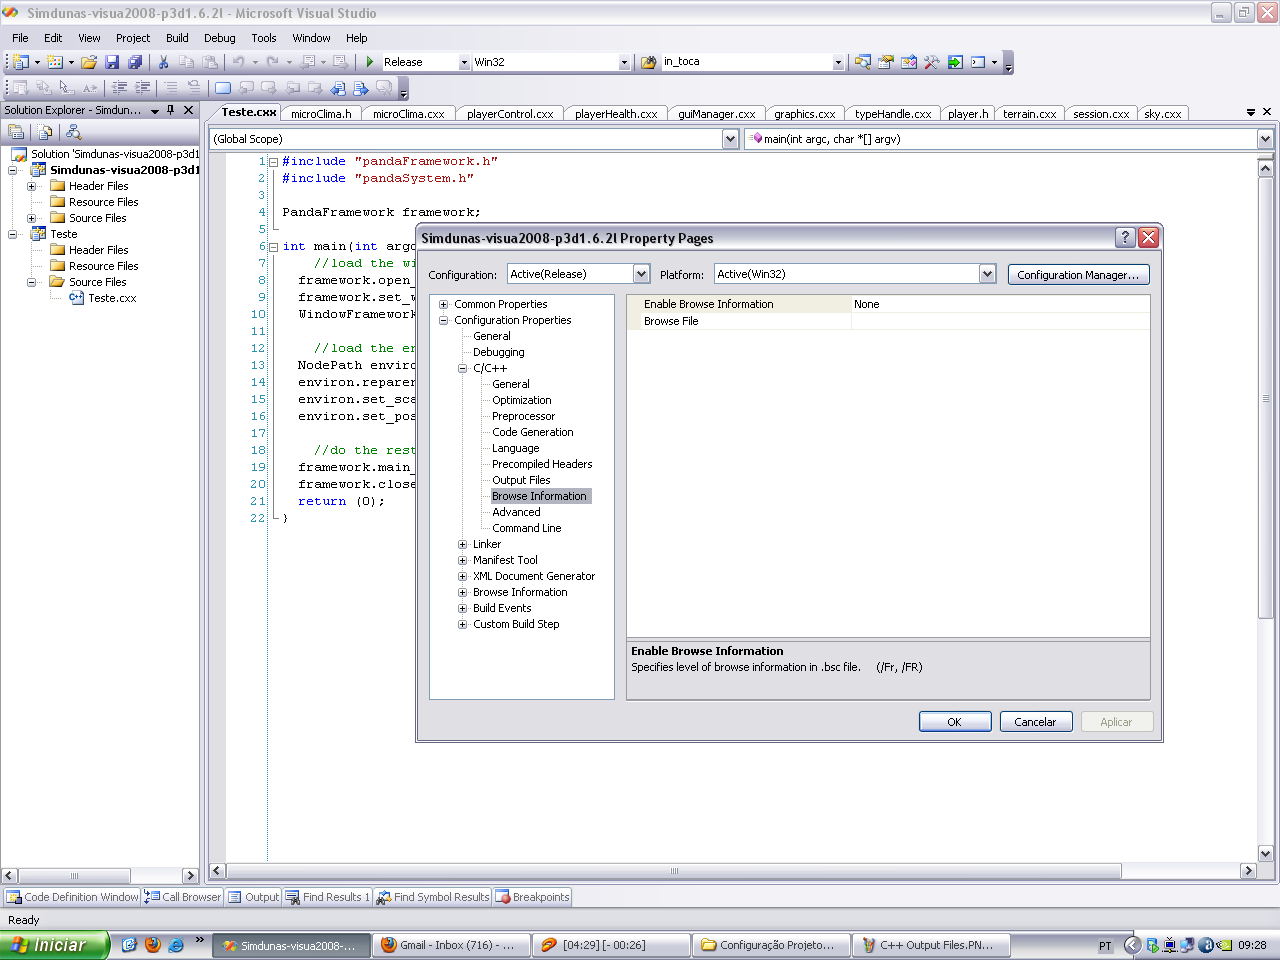 Simdunas-visua2008-p3d1.6.2l - Microsoft Visual Studio
File Edit View Project Build Debug Tools Window Help
Release Win32 in_toca
Solution Explorer - Simdun...
Teste.cxx microClima.h microClima.cxx playerControl.cxx playerHealth.cxx guiManager.cxx graphics.cxx typeHandle.cxx player.h terrain.cxx session.cxx sky.cxx
(Global Scope) main(int argc, char *[] argv)
Solution 'Simdunas-visua2008-p3d1
Simdunas-visua2008-p3d1
Header Files
Resource Files
Source Files
Teste
Header Files
Resource Files
Source Files
Teste.cxx
1 #include "pandaFramework.h"
2 #include "pandaSystem.h"
3
4 PandaFramework framework;
5
6 int main(int argc
7 //load the wi
8 framework.open_
9 framework.set_w
10 WindowFramework
11
12 //load the en
13 NodePath enviro
14 environ.reparen
15 environ.set_sca
16 environ.set_pos
17
18 //do the rest
19 framework.main_
20 framework.close
21 return (0);
22 }
Simdunas-visua2008-p3d1.6.2l Property Pages
Configuration: Active(Release) Platform: Active(Win32) Configuration Manager...
Common Properties
Configuration Properties
General
Debugging
C/C++
General
Optimization
Preprocessor
Code Generation
Language
Precompiled Headers
Output Files
Browse Information
Advanced
Command Line
Linker
Manifest Tool
XML Document Generator
Browse Information
Build Events
Custom Build Step
Enable Browse Information None
Browse File
Enable Browse Information
Specifies level of browse information in .bsc file. (/Fr, /FR)
OK Cancelar Aplicar
Code Definition Window Call Browser Output Find Results 1 Find Symbol Results Breakpoints
Ready
Iniciar Simdunas-visua2008-... Gmail - Inbox (716) - ... [04:29] [- 00:26] Configuração Projeto... C++ Output Files.PN... PT 09:28